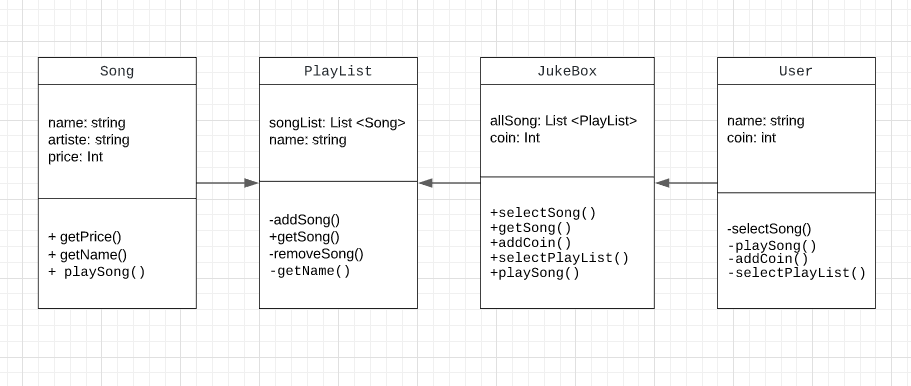 Song
name: string
artiste: string
price: Int
+ getPrice()
+ getName()
+ playSong()
PlayList
songList: List <Song>
name: string
-addSong()
+getSong()
-removeSong()
-getName()
JukeBox
allSong: List <PlayList>
coin: Int
+selectSong()
+getSong()
+addCoin()
+selectPlayList()
+playSong()
User
name: string
coin: int
-selectSong()
-playSong()
-addCoin()
-selectPlayList()